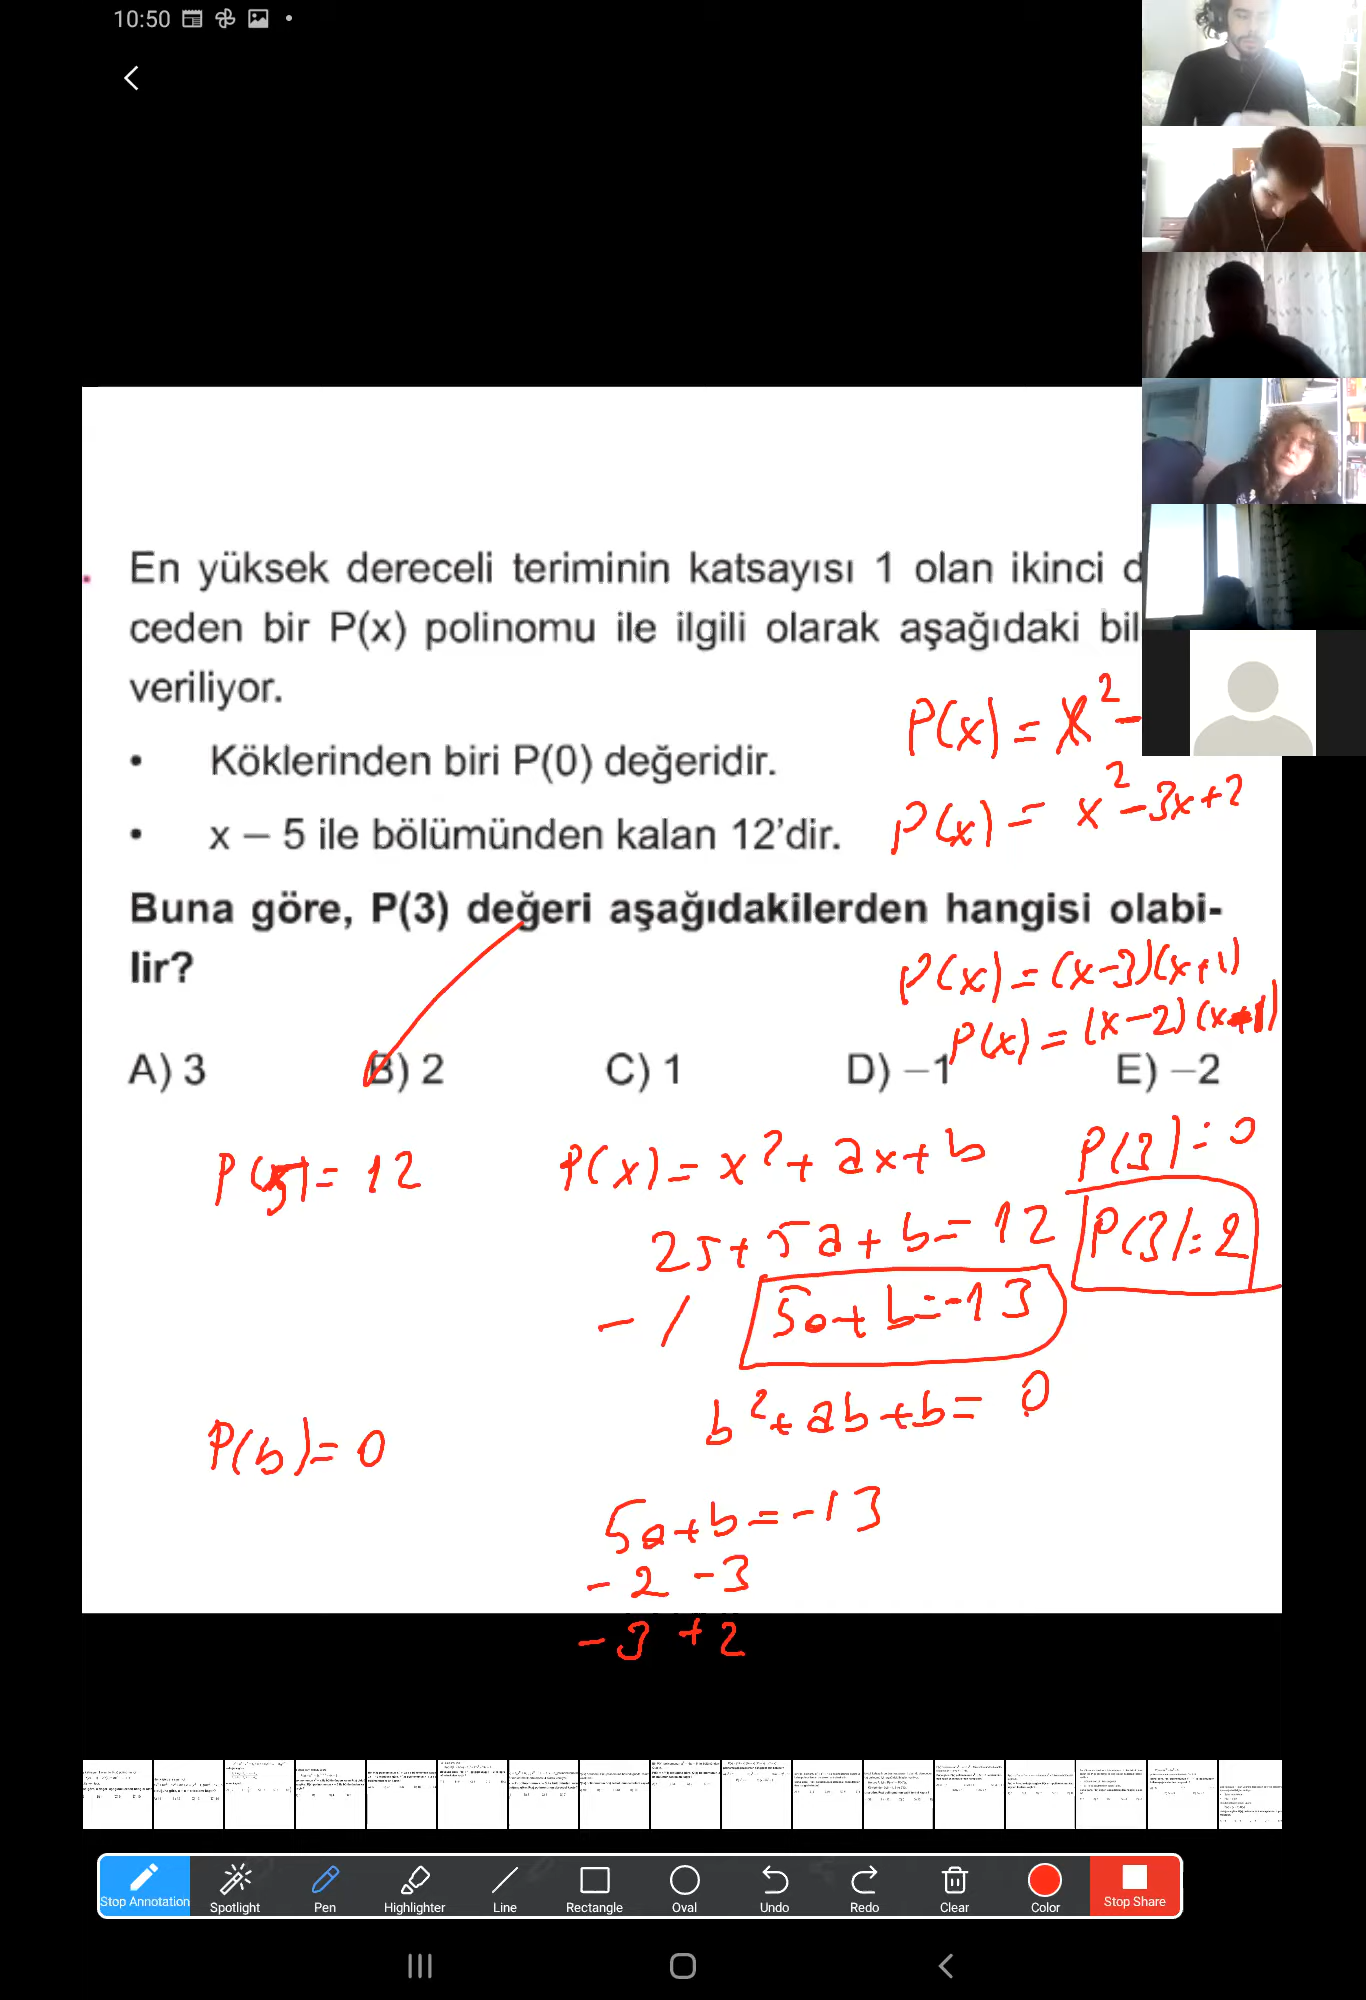 10:50
En yüksek dereceli teriminin katsayısı 1 olan ikinci d
ceden bir P(x) polinomu ile ilgili olarak aşağıdaki bil
veriliyor.
P(x) = x² -
• Köklerinden biri P(0) değeridir.
P(x) = x² - 3x + 2
• x – 5 ile bölümünden kalan 12'dir.
Buna göre, P(3) değeri aşağıdakilerden hangisi olabi-
lir?
P(x) = (x-3)(x+1)
P(x) = (x-2)(x-1)
A) 3 B) 2 C) 1 D) –1 E) –2
P(5) = 12
P(x) = x² + ax + b
P(3) = 0
25 + 5a + b = 12
P(3) = 2
- /
5a + b = -13
b² + ab + b = 0
P(b) = 0
5a + b = -13
-2 -3
-3 +2
Stop Annotation
Spotlight
Pen
Highlighter
Line
Rectangle
Oval
Undo
Redo
Clear
Color
Stop Share